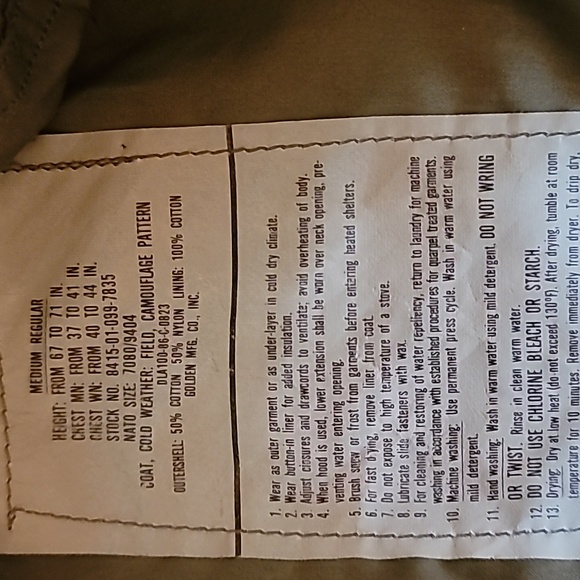 MEDIUM REGULAR
HEIGHT: FROM 67 TO 71 IN.
CHEST MN: FROM 37 TO 41 IN.
CHEST WN: FROM 40 TO 44 IN.
STOCK NO. 8415-01-099-7835
NATO SIZE: 7080/9404
COAT, COLD WEATHER: FIELD, CAMOUFLAGE PATTERN
DLA100-86-C-0823
OUTERSHELL: 50% COTTON 50% NYLON LINING: 100% COTTON
GOLDEN MFG. CO., INC.
1. Wear as outer garment or as under-layer in cold dry climate.
2. Wear button-in liner for added insulation.
3. Adjust closures and drawcords to ventilate; avoid overheating of body.
4. When hood is used, lower extension shall be worn over neck opening, pre-
venting water entering opening.
5. Brush snow or frost from garments before entering heated shelters.
6. For fast drying, remove liner from coat.
7. Do not expose to high temperature of a stove.
8. Lubricate slide fasteners with wax.
9. For cleaning and restoring of water repellency, return to laundry for machine
washing in accordance with established procedures for quarpel treated garments.
10. Machine washing: Use permanent press cycle. Wash in warm water using
mild detergent.
11. Hand washing: Wash in warm water using mild detergent. DO NOT WRING
OR TWIST. Rinse in clean warm water.
12. DO NOT USE CHLORINE BLEACH OR STARCH.
13. Drying: Dry at low heat (do not exceed 130°F) After drying, tumble at room
temperature for 10 minutes. Remove immediately from dryer. To drip dry,